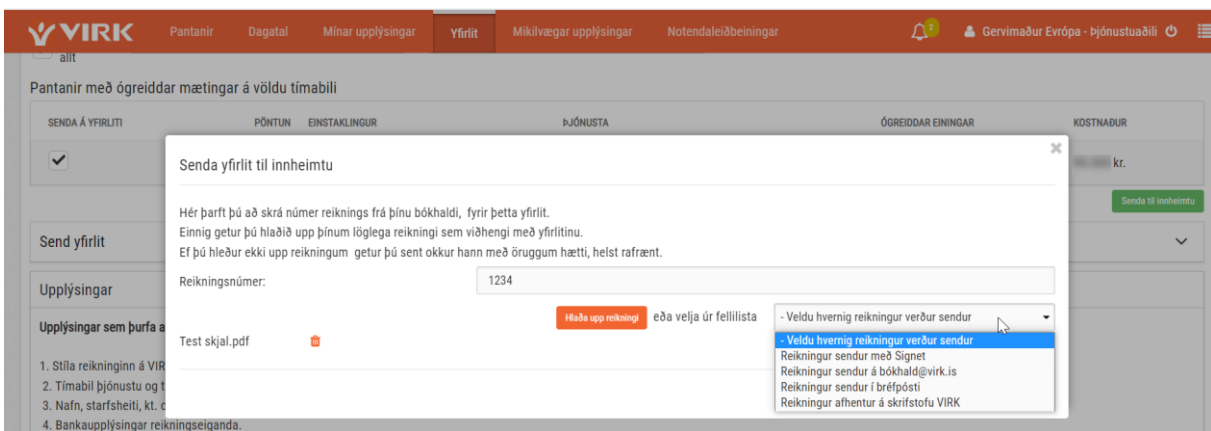 VIRK Pantanir Dagatal Mínar upplýsingar Yfirlit Mikilvægar upplýsingar Notendaleiðbeiningar 2 Gervimaður Evrópa - Þjónustuaðili
allt
Pantanir með ógreiddar mætingar á völdu tímabili
SENDA Á YFIRLITI PÖNTUN EINSTAKLINGUR ÞJÓNUSTA ÓGREIDDAR EININGAR KOSTNAÐUR
kr.
Senda til innheimtu
Senda yfirlit til innheimtu
Hér þarft þú að skrá númer reiknings frá þínu bókhaldi, fyrir þetta yfirlit.
Einnig getur þú hlaðið upp þínum löglega reikningi sem viðhengi með yfirlitinu.
Ef þú hleður ekki upp reikningum getur þú sent okkur hann með öruggum hætti, helst rafrænt.
Reikningsnúmer: 1234
Hlaða upp reikningi eða velja úr fellilista - Veldu hvernig reikningur verður sendur
Test skjal.pdf
- Veldu hvernig reikningur verður sendur
Reikningur sendur með Signet
Reikningur sendur á bókhald@virk.is
Reikningur sendur í bréfpósti
Reikningur afhentur á skrifstofu VIRK
Send yfirlit
Upplýsingar
Upplýsingar sem þurfa a
1. Stíla reikninginn á VIR
2. Tímabil þjónustu og t
3. Nafn, starfsheiti, kt. o
4. Bankaupplýsingar reikningseiganda.